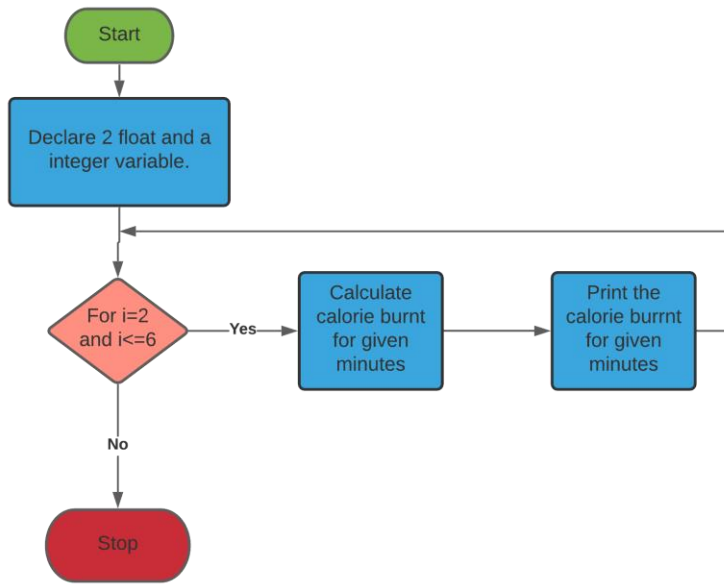 Start
Declare 2 float and a
integer variable.
For i=2
and i<=6
Yes
Calculate
calorie burnt
for given
minutes
Print the
calorie burrnt
for given
minutes
No
Stop